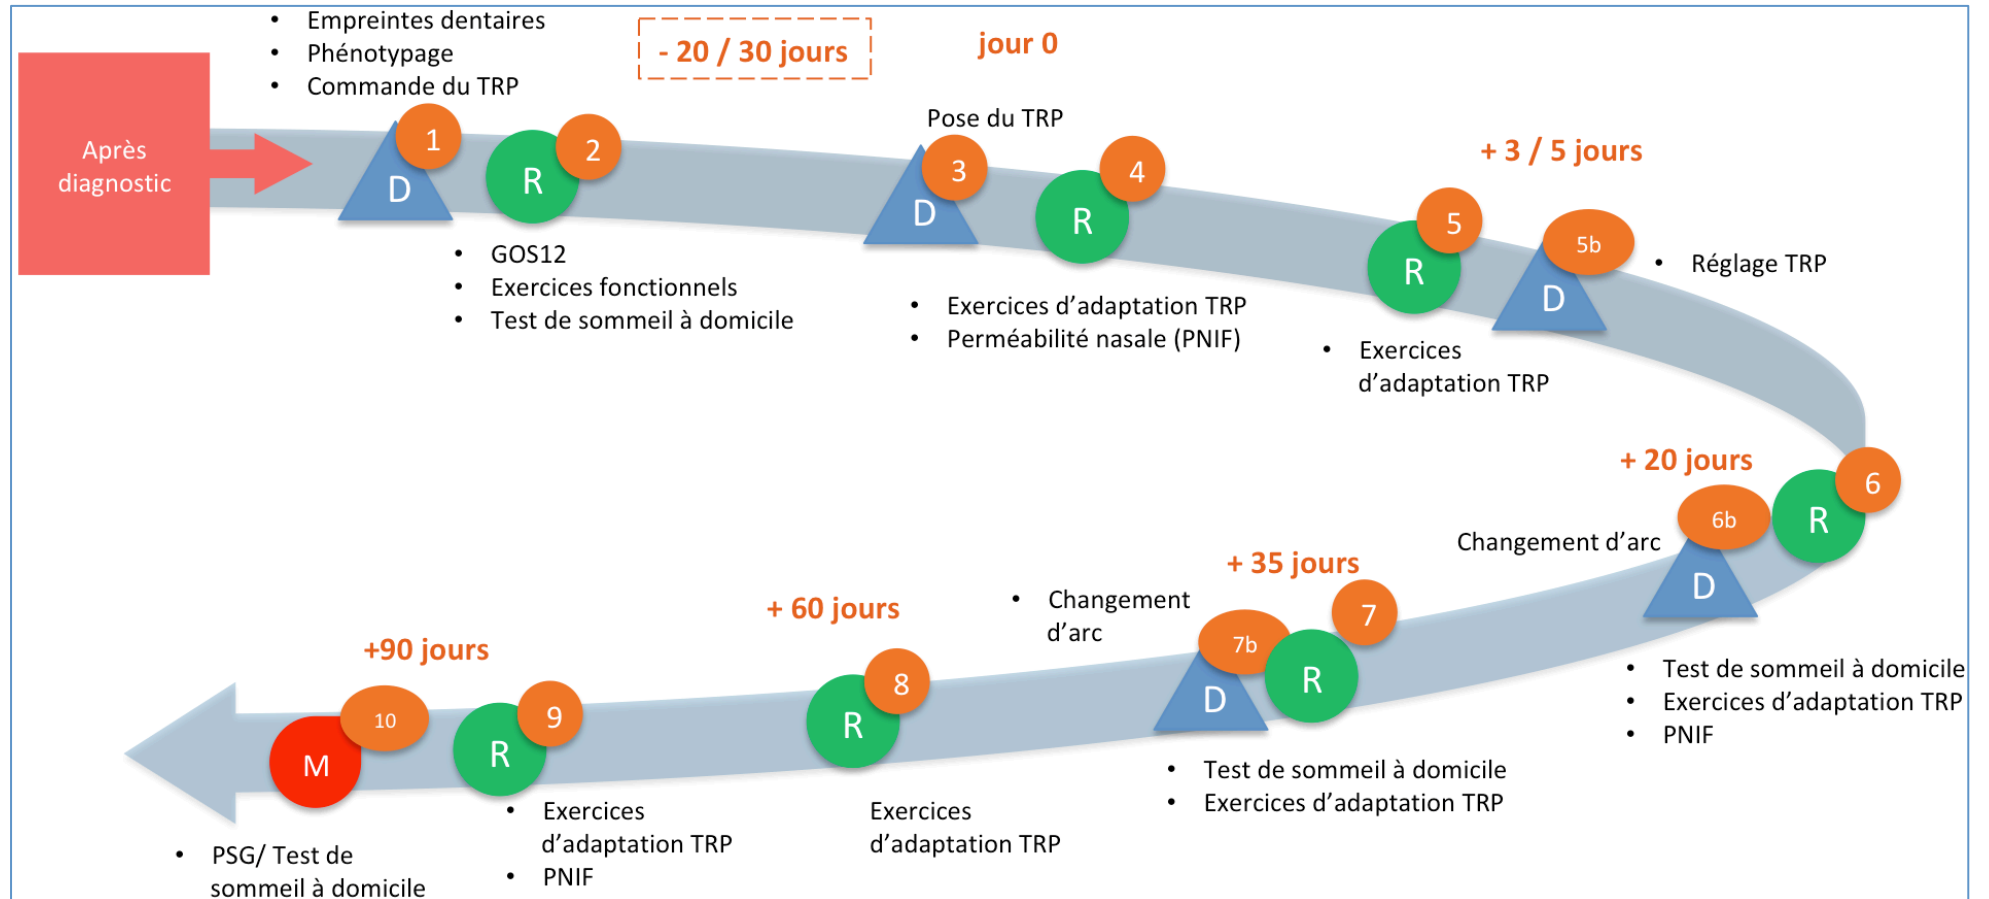 • Empreintes dentaires
• Phénotypage
• Commande du TRP
- 20 / 30 jours
jour 0
Après
diagnostic
1
D
2
R
• GOS12
• Exercices fonctionnels
• Test de sommeil à domicile
Pose du TRP
3
D
4
R
• Exercices d’adaptation TRP
• Perméabilité nasale (PNIF)
+ 3 / 5 jours
5
R
• Exercices
d’adaptation TRP
5b
D
• Réglage TRP
+ 20 jours
6
R
6b
D
Changement d’arc
• Test de sommeil à domicile
• Exercices d’adaptation TRP
• PNIF
+ 35 jours
7
R
7b
D
• Changement
d’arc
• Test de sommeil à domicile
• Exercices d’adaptation TRP
+ 60 jours
8
R
Exercices
d’adaptation TRP
+90 jours
9
R
• Exercices
d’adaptation TRP
• PNIF
10
M
• PSG/ Test de
sommeil à domicile